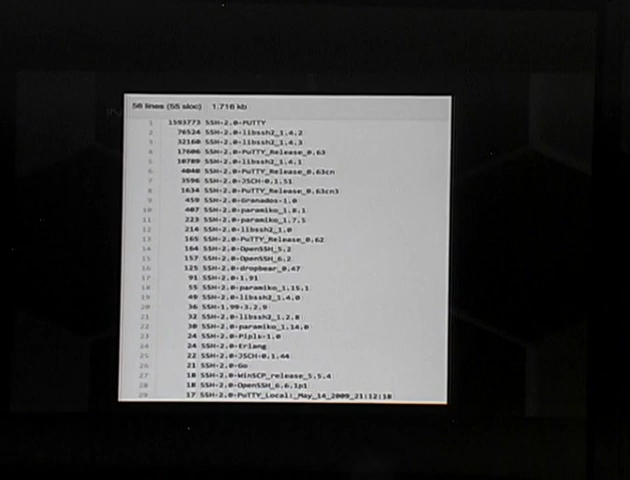 56 lines (55 sloc) 1.716 kb
1 1593773 SSH-2.0-PUTTY
2 76524 SSH-2.0-libssh2_1.4.2
3 32160 SSH-2.0-libssh2_1.4.3
4 17606 SSH-2.0-PuTTY_Release_0.63
5 10789 SSH-2.0-libssh2_1.4.1
6 4040 SSH-2.0-PuTTY_Release_0.63cn
7 3596 SSH-2.0-JSCH-0.1.51
8 1634 SSH-2.0-PuTTY_Release_0.63cn3
9 459 SSH-2.0-Granados-1.0
10 407 SSH-2.0-paramiko_1.8.1
11 223 SSH-2.0-paramiko_1.7.5
12 214 SSH-2.0-libssh2_1.0
13 165 SSH-2.0-PuTTY_Release_0.62
14 164 SSH-2.0-OpenSSH_5.2
15 157 SSH-2.0-OpenSSH_6.2
16 125 SSH-2.0-dropbear_0.47
17 91 SSH-2.0-1.91
18 55 SSH-2.0-paramiko_1.15.1
19 49 SSH-2.0-libssh2_1.4.0
20 36 SSH-1.99-3.2.9
21 32 SSH-2.0-libssh2_1.2.8
22 30 SSH-2.0-paramiko_1.14.0
23 24 SSH-2.0-Piply-1.0
24 24 SSH-2.0-Erlang
25 22 SSH-2.0-JSCH-0.1.44
26 21 SSH-2.0-Go
27 18 SSH-2.0-WinSCP_release_5.5.4
28 18 SSH-2.0-OpenSSH_6.6.1p1
29 17 SSH-2.0-PuTTY_Local:_May_14_2009_21:12:18